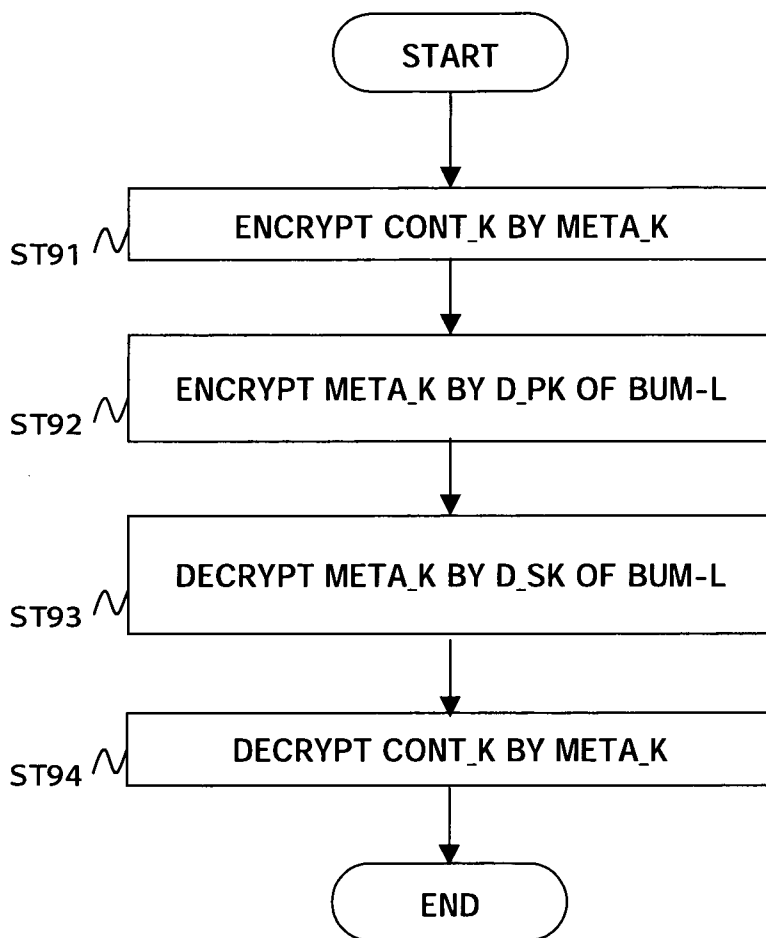 START
ENCRYPT CONT_K BY META_K
ST91
ENCRYPT META_K BY D_PK OF BUM-L
ST92
DECRYPT META_K BY D_SK OF BUM-L
ST93
DECRYPT CONT_K BY META_K
ST94
END